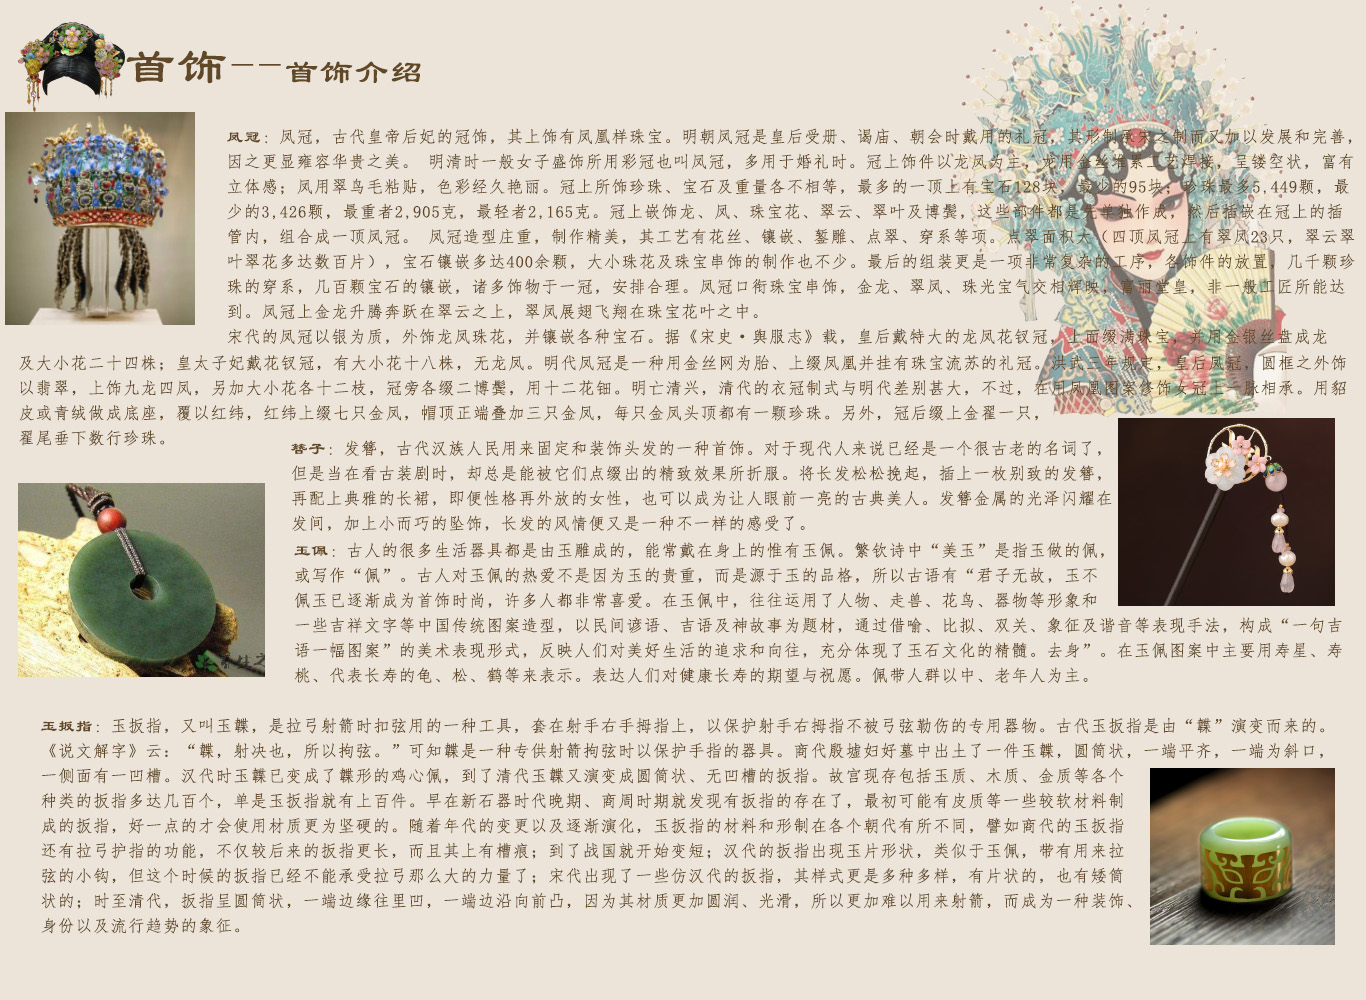 首饰——首饰介绍
凤冠：凤冠，古代皇帝后妃的冠饰，其上饰有凤凰样珠宝。明朝凤冠是皇后受册、谒庙、朝会时戴用的礼冠，其形制承宋之制而又加以发展和完善，
因之更显雍容华贵之美。 明清时一般女子盛饰所用彩冠也叫凤冠，多用于婚礼时。冠上饰件以龙凤为主，龙用金丝堆累工艺焊接，呈镂空状，富有
立体感；凤用翠鸟毛粘贴，色彩经久艳丽。冠上所饰珍珠、宝石及重量各不相等，最多的一顶上有宝石128块，最少的95块；珍珠最多5,449颗，最
少的3,426颗，最重者2,905克，最轻者2,165克。冠上嵌饰龙、凤、珠宝花、翠云、翠叶及博鬓，这些部件都是先单独作成，然后插嵌在冠上的插
管内，组合成一顶凤冠。 凤冠造型庄重，制作精美，其工艺有花丝、镶嵌、錾雕、点翠、穿系等项。点翠面积大（四顶凤冠上有翠凤23只，翠云翠
叶翠花多达数百片），宝石镶嵌多达400余颗，大小珠花及珠宝串饰的制作也不少。最后的组装更是一项非常复杂的工序，各饰件的放置，几千颗珍
珠的穿系，几百颗宝石的镶嵌，诸多饰物于一冠，安排合理。凤冠口衔珠宝串饰，金龙、翠凤、珠光宝气交相辉映，富丽堂皇，非一般工匠所能达
到。凤冠上金龙升腾奔跃在翠云之上，翠凤展翅飞翔在珠宝花叶之中。
宋代的凤冠以银为质，外饰龙凤珠花，并镶嵌各种宝石。据《宋史·舆服志》载，皇后戴特大的龙凤花钗冠，上面缀满珠宝，并用金银丝盘成龙
及大小花二十四株；皇太子妃戴花钗冠，有大小花十八株，无龙凤。明代凤冠是一种用金丝网为胎、上缀凤凰并挂有珠宝流苏的礼冠。洪武三年规定，皇后凤冠，圆框之外饰
以翡翠，上饰九龙四凤，另加大小花各十二枝，冠旁各缀二博鬓，用十二花钿。明亡清兴，清代的衣冠制式与明代差别甚大，不过，在用凤凰图案修饰女冠上一脉相承。用貂
皮或青绒做成底座，覆以红纬，红纬上缀七只金凤，帽顶正端叠加三只金凤，每只金凤头顶都有一颗珍珠。另外，冠后缀上金翟一只，
翟尾垂下数行珍珠。
簪子：发簪，古代汉族人民用来固定和装饰头发的一种首饰。对于现代人来说已经是一个很古老的名词了，
但是当在看古装剧时，却总是能被它们点缀出的精致效果所折服。将长发松松挽起，插上一枚别致的发簪，
再配上典雅的长裙，即便性格再外放的女性，也可以成为让人眼前一亮的古典美人。发簪金属的光泽闪耀在
发间，加上小而巧的坠饰，长发的风情便又是一种不一样的感受了。
玉佩：古人的很多生活器具都是由玉雕成的，能常戴在身上的惟有玉佩。繁钦诗中“美玉”是指玉做的佩，
或写作“佩”。古人对玉佩的热爱不是因为玉的贵重，而是源于玉的品格，所以古语有“君子无故，玉不
佩玉已逐渐成为首饰时尚，许多人都非常喜爱。在玉佩中，往往运用了人物、走兽、花鸟、器物等形象和
一些吉祥文字等中国传统图案造型，以民间谚语、吉语及神故事为题材，通过借喻、比拟、双关、象征及谐音等表现手法，构成“一句吉
语一幅图案”的美术表现形式，反映人们对美好生活的追求和向往，充分体现了玉石文化的精髓。去身”。在玉佩图案中主要用寿星、寿
桃、代表长寿的龟、松、鹤等来表示。表达人们对健康长寿的期望与祝愿。佩带人群以中、老年人为主。
玉扳指：玉扳指，又叫玉韘，是拉弓射箭时扣弦用的一种工具，套在射手右手拇指上，以保护射手右拇指不被弓弦勒伤的专用器物。古代玉扳指是由“韘”演变而来的。
《说文解字》云：“韘，射决也，所以拘弦。”可知韘是一种专供射箭拘弦时以保护手指的器具。商代殷墟妇好墓中出土了一件玉韘，圆筒状，一端平齐，一端为斜口，
一侧面有一凹槽。汉代时玉韘已变成了韘形的鸡心佩，到了清代玉韘又演变成圆筒状、无凹槽的扳指。故宫现存包括玉质、木质、金质等各个
种类的扳指多达几百个，单是玉扳指就有上百件。早在新石器时代晚期、商周时期就发现有扳指的存在了，最初可能有皮质等一些较软材料制
成的扳指，好一点的才会使用材质更为坚硬的。随着年代的变更以及逐渐演化，玉扳指的材料和形制在各个朝代有所不同，譬如商代的玉扳指
还有拉弓护指的功能，不仅较后来的扳指更长，而且其上有槽痕；到了战国就开始变短；汉代的扳指出现玉片形状，类似于玉佩，带有用来拉
弦的小钩，但这个时候的扳指已经不能承受拉弓那么大的力量了；宋代出现了一些仿汉代的扳指，其样式更是多种多样，有片状的，也有矮筒
状的；时至清代，扳指呈圆筒状，一端边缘往里凹，一端边沿向前凸，因为其材质更加圆润、光滑，所以更加难以用来射箭，而成为一种装饰、
身份以及流行趋势的象征。